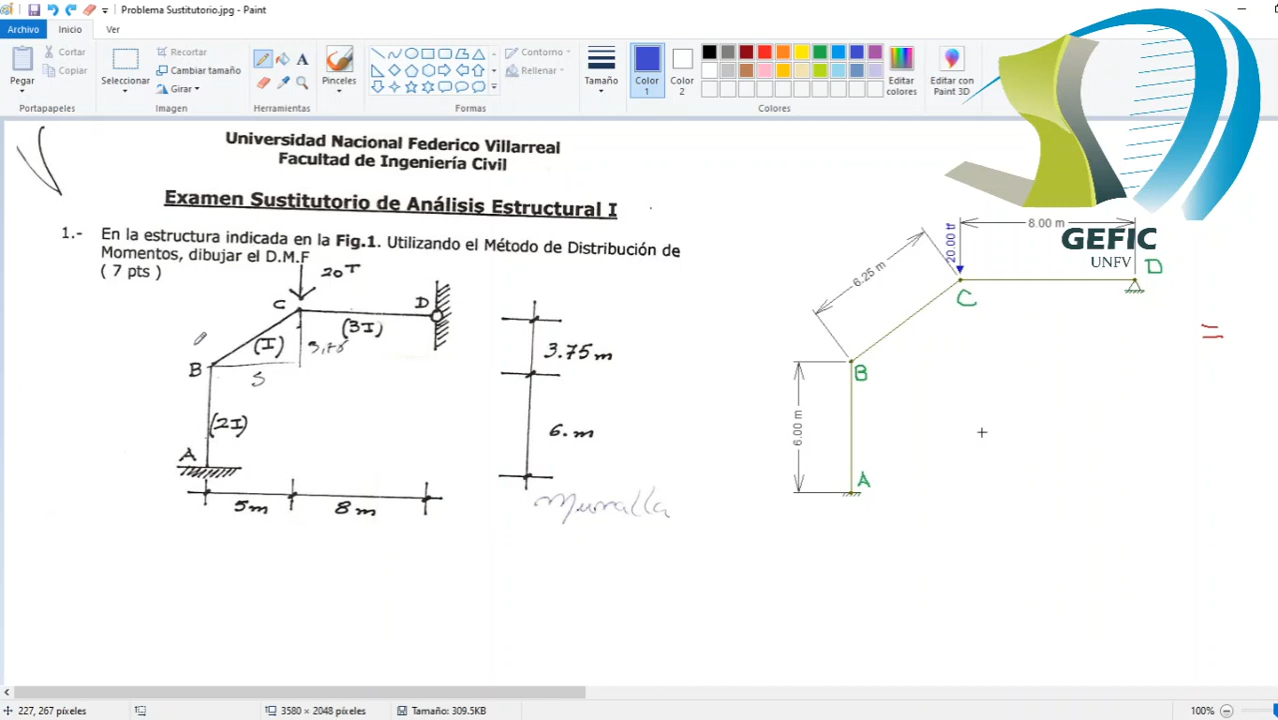 Problema Sustitutorio.jpg - Paint
Archivo
Inicio
Ver
Pegar
Cortar
Copiar
Portapapeles
Seleccionar
Recortar
Cambiar tamaño
Girar
Imagen
A
Herramientas
Pinceles
Contorno
Rellenar
Formas
Tamaño
Color 1
Color 2
Editar colores
Colores
Editar con Paint 3D
GEFIC
UNFV
Universidad Nacional Federico Villarreal
Facultad de Ingeniería Civil
Examen Sustitutorio de Análisis Estructural I
1.- En la estructura indicada en la Fig.1. Utilizando el Método de Distribución de
Momentos, dibujar el D.M.F
( 7 pts )
20T
C
D
(3I)
(I)
B
5
(2I)
A
5m
8m
3.75m
6.m
Muralla
20.00 tf
8.00 m
6.25 m
D
C
B
6.00 m
A
=
227, 267 píxeles
3580 × 2048 píxeles
Tamaño: 309.5KB
100%